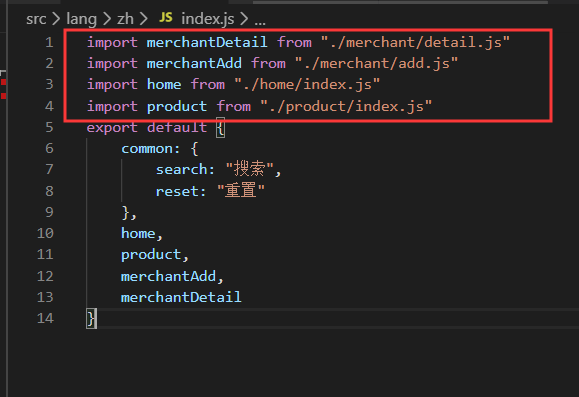 src > lang > zh > JS index.js > ...
1 import merchantDetail from "./merchant/detail.js"
2 import merchantAdd from "./merchant/add.js"
3 import home from "./home/index.js"
4 import product from "./product/index.js"
5 export default {
6 common: {
7 search: "搜索",
8 reset: "重置"
9 },
10 home,
11 product,
12 merchantAdd,
13 merchantDetail
14 }